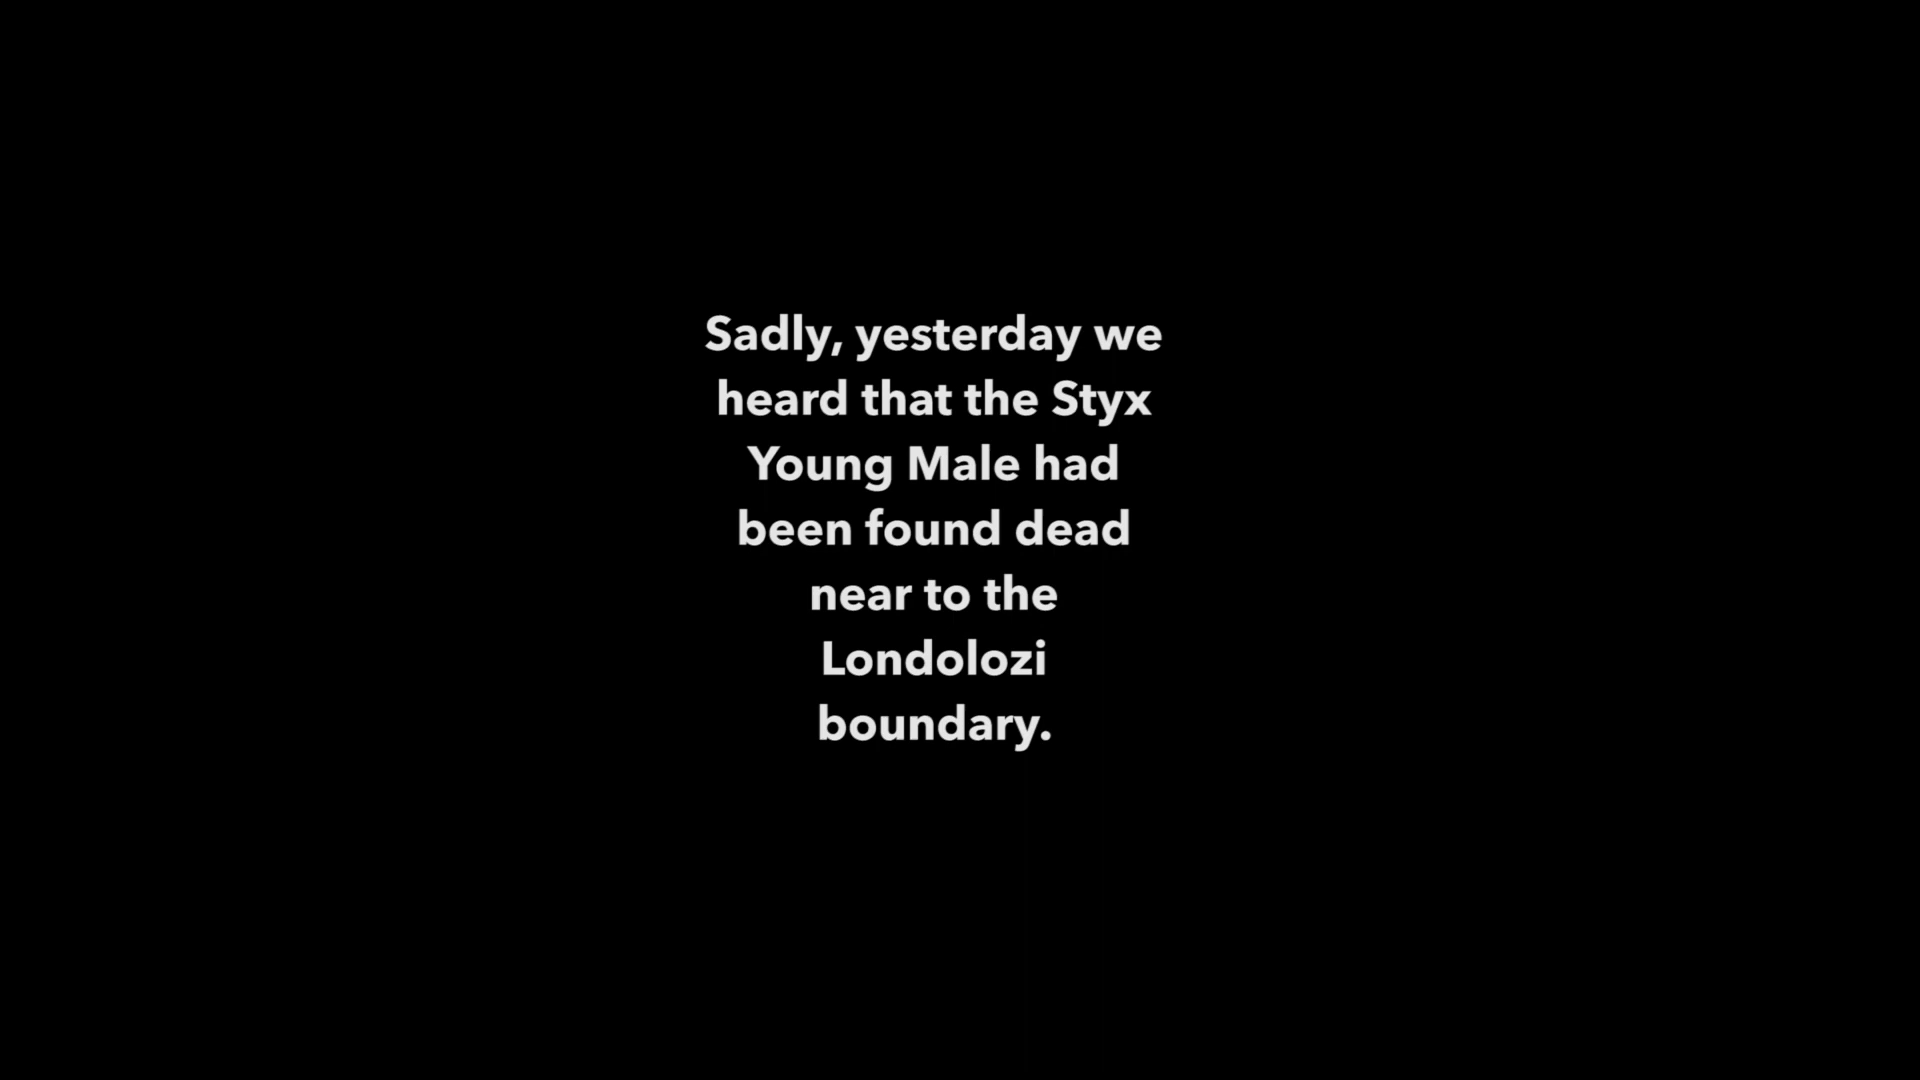 Sadly, yesterday we
heard that the Styx
Young Male had
been found dead
near to the
Londolozi
boundary.